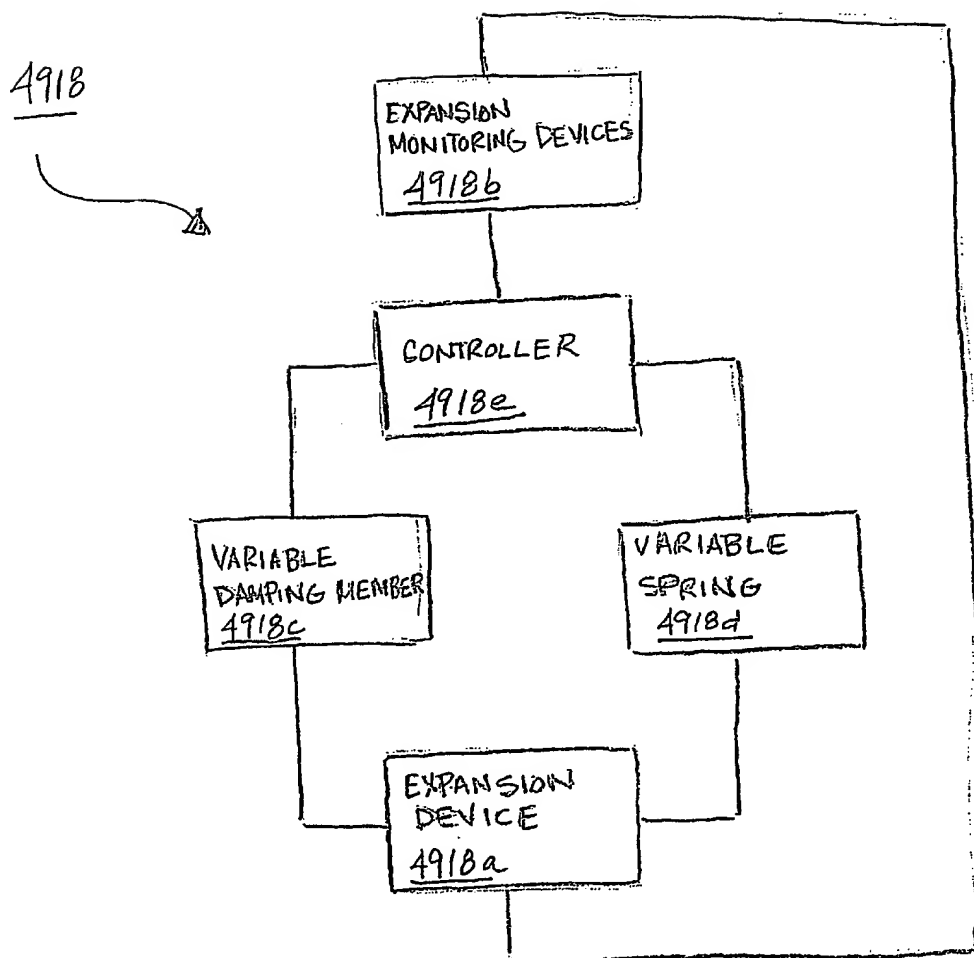 4918
EXPANSION
MONITORING DEVICES
4918b
CONTROLLER
4918e
VARIABLE
DAMPING MEMBER
4918c
VARIABLE
SPRING
4918d
EXPANSION
DEVICE
4918a